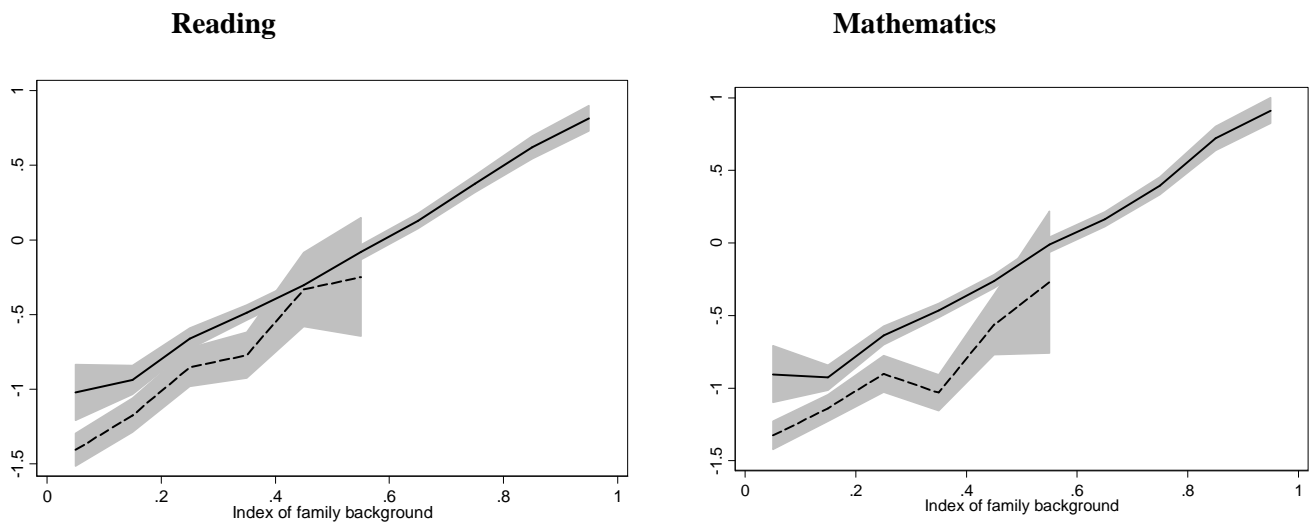 Reading
1
.5
0
-.5
-1
-1.5
0 .2 .4 .6 .8 1
Index of family background
Mathematics
1
.5
0
-.5
-1
-1.5
0 .2 .4 .6 .8 1
Index of family background